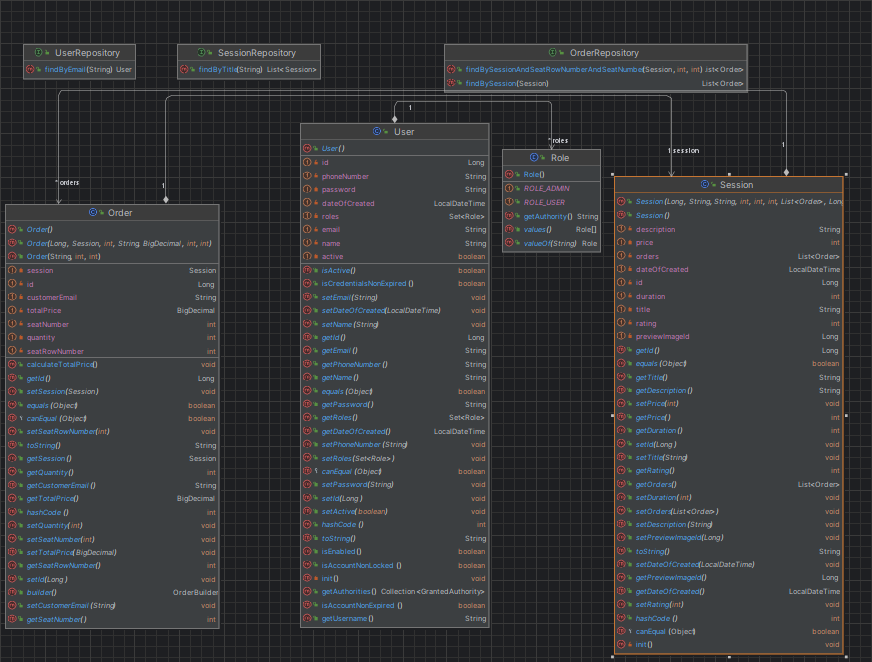 UserRepository
findByEmail(String) User
SessionRepository
findByTitle(String) List<Session>
OrderRepository
findBySessionAndSeatRowNumberAndSeatNumber(Session, int, int) List<Order>
findBySession(Session) List<Order>
1
* roles
1 session
1
* orders
1
User
User()
id Long
phoneNumber String
password String
dateOfCreated LocalDateTime
roles Set<Role>
email String
name String
active boolean
isActive() boolean
isCredentialsNonExpired () boolean
setEmail(String) void
setDateOfCreated(LocalDateTime) void
setName(String) void
getId() Long
getEmail () String
getPhoneNumber () String
getName() String
equals (Object) boolean
getPassword() String
getRoles() Set<Role>
getDateOfCreated() LocalDateTime
setPhoneNumber (String) void
setRoles(Set<Role>) void
canEqual (Object) boolean
setPassword(String) void
setId(Long ) void
setActive(boolean) void
hashCode () int
toString() String
isEnabled() boolean
isAccountNonLocked () boolean
init() void
getAuthorities() Collection<GrantedAuthority>
isAccountNonExpired () boolean
getUsername() String
Role
Role()
ROLE_ADMIN
ROLE_USER
getAuthority() String
values() Role[]
valueOf(String) Role
Order
Order()
Order(Long, Session, int, String BigDecimal, int, int)
Order(String, int, int)
session Session
id Long
customerEmail String
totalPrice BigDecimal
seatNumber int
quantity int
seatRowNumber int
calculateTotalPrice() void
getId() Long
setSession(Session) void
equals (Object) boolean
canEqual (Object) boolean
setSeatRowNumber(int) void
toString() String
getSession() Session
getQuantity() int
getCustomerEmail () String
getTotalPrice() BigDecimal
hashCode () int
setQuantity(int) void
setSeatNumber(int) void
setTotalPrice(BigDecimal) void
getSeatRowNumber() int
setId(Long ) void
builder() OrderBuilder
setCustomerEmail (String) void
getSeatNumber() int
Session
Session(Long, String, String, int, int, int, List<Order>, Lon
Session()
description String
price int
orders List<Order>
dateOfCreated LocalDateTime
id Long
duration int
title String
rating int
previewImageId Long
getId() Long
equals (Object) boolean
getTitle() String
getDescription() String
setPrice(int) void
getPrice() int
getDuration() int
setId(Long ) void
setTitle(String) void
getRating() int
getOrders() List<Order>
setDuration(int) void
setOrders(List<Order>) void
setDescription(String) void
setPreviewImageId(Long) void
toString() String
setDateOfCreated(LocalDateTime) void
getPreviewImageId() Long
getDateOfCreated() LocalDateTime
setRating(int) void
hashCode () int
canEqual (Object) boolean
init() void